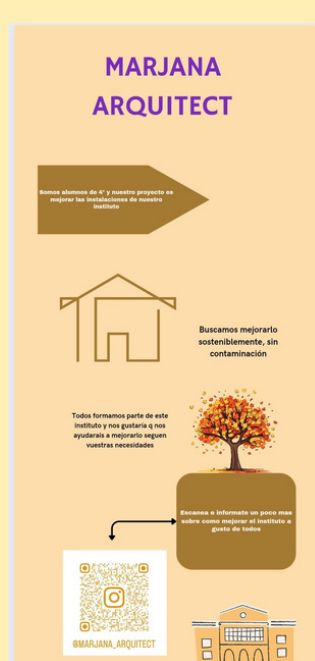 MARJANA
ARQUITECT
Somos alumnos de 4º y nuestro proyecto es
mejorar las instalaciones de nuestro
instituto
Buscamos mejorarlo
sosteniblemente, sin
contaminación
Todos formamos parte de este
instituto y nos gustaría q nos
ayudarais a mejorarlo seguen
vuestras necesidades
Escanea e informate un poco mas
sobre como mejorar el instituto a
gusto de todos
@MARJANA_ARQUITECT